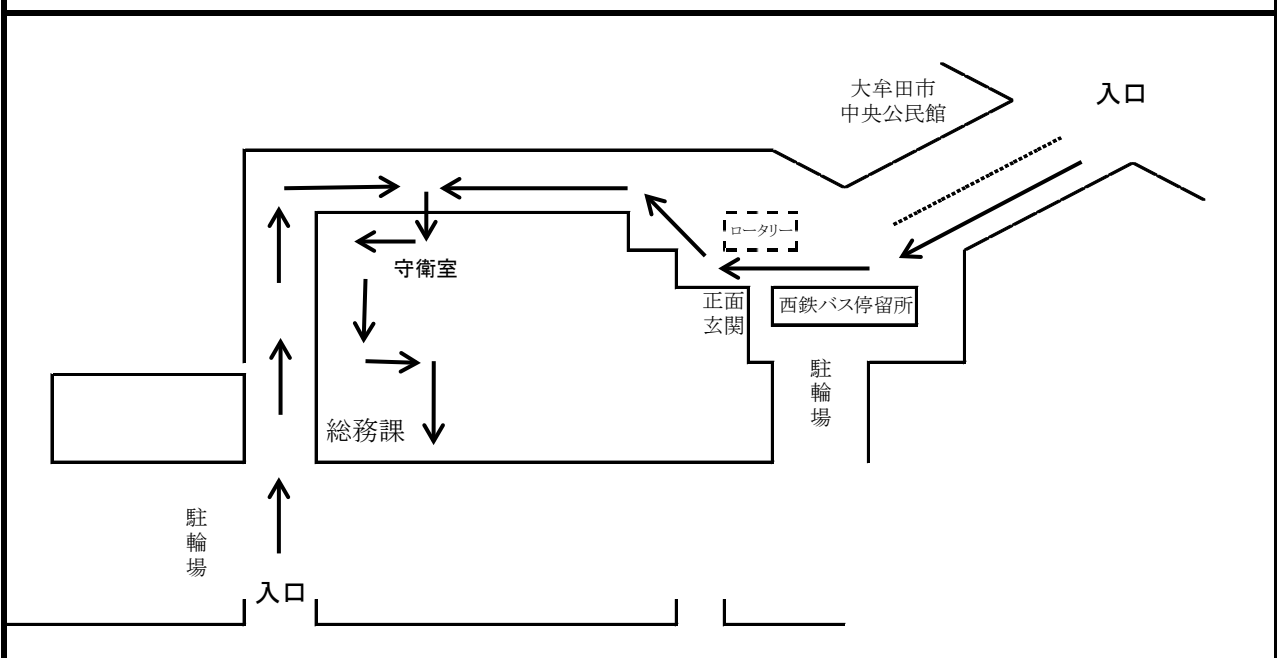 大牟田市
中央公民館
入口
ロータリー
守衛室
正面
玄関
西鉄バス停留所
駐輪場
総務課
駐輪場
入口